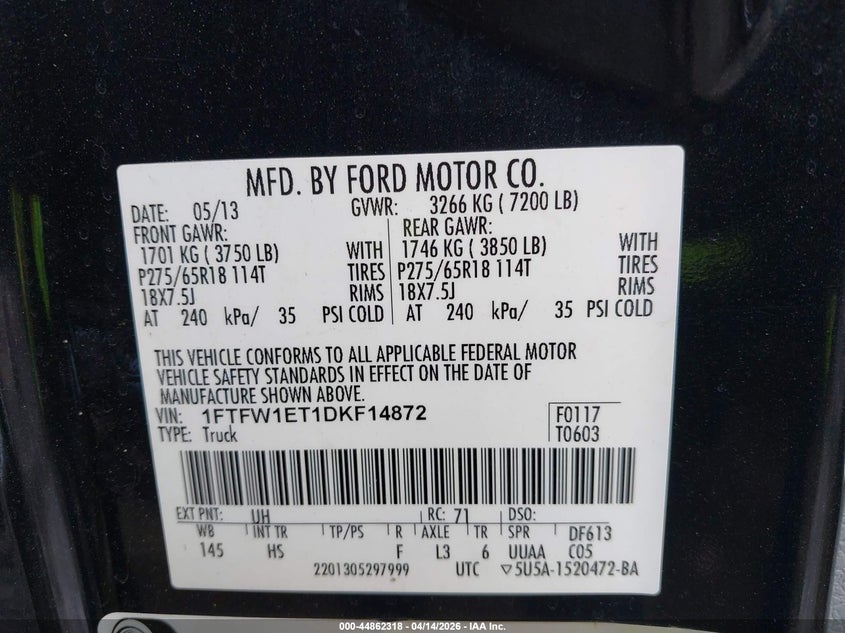 MFD. BY FORD MOTOR CO.
DATE: 05/13 GVWR: 3266 KG ( 7200 LB)
FRONT GAWR: REAR GAWR:
1701 KG ( 3750 LB) WITH 1746 KG ( 3850 LB) WITH
P275/65R18 114T TIRES P275/65R18 114T TIRES
18X7.5J RIMS 18X7.5J RIMS
AT 240 kPa/ 35 PSI COLD AT 240 kPa/ 35 PSI COLD
THIS VEHICLE CONFORMS TO ALL APPLICABLE FEDERAL MOTOR
VEHICLE SAFETY STANDARDS IN EFFECT ON THE DATE OF
MANUFACTURE SHOWN ABOVE.
VIN: 1FTFW1ET1DKF14872 F0117
TYPE: Truck T0603
EXT PNT: UH RC: 71 DSO:
WB INT TR TP/PS R AXLE TR SPR DF613
145 HS F L3 6 UUAA C05
2201305297999 UTC ▽5U5A-1520472-BA
000-44862318 - 04/14/2026 - IAA Inc.